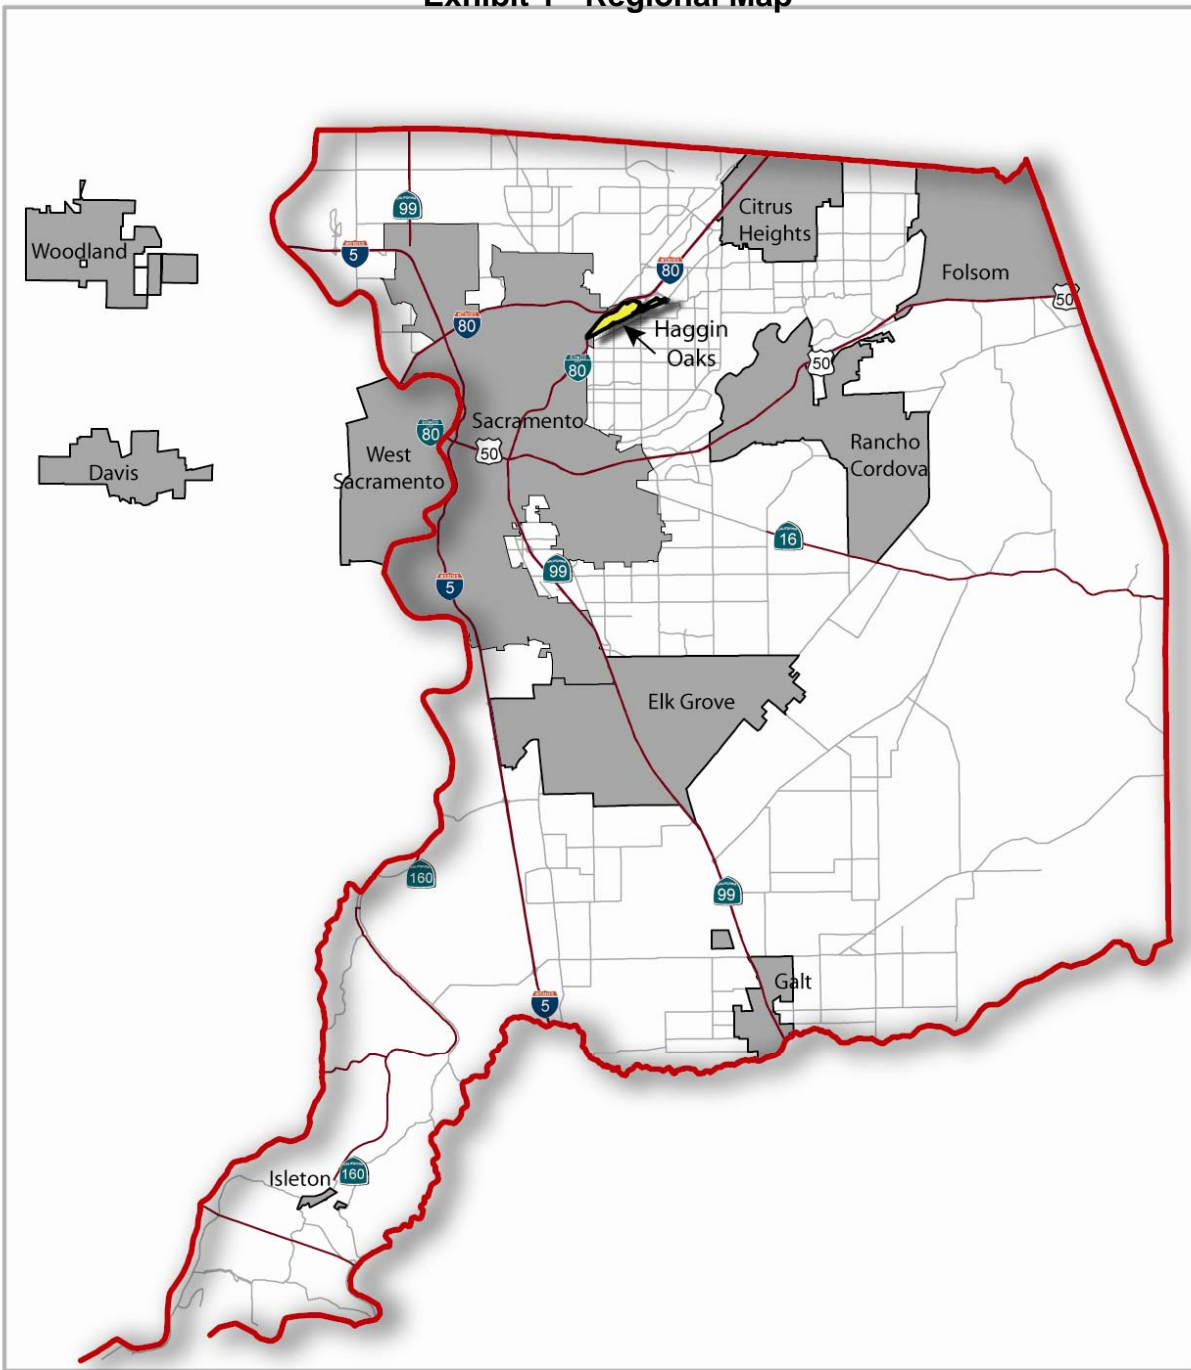 Exhibit 1 - Regional Map
99
Citrus
Heights
Woodland
5
80
Folsom
50
80
Haggin
Oaks
80
50
Sacramento
80
50
West
Sacramento
Rancho
Cordova
Davis
16
99
5
Elk Grove
160
99
Galt
5
Isleton
160